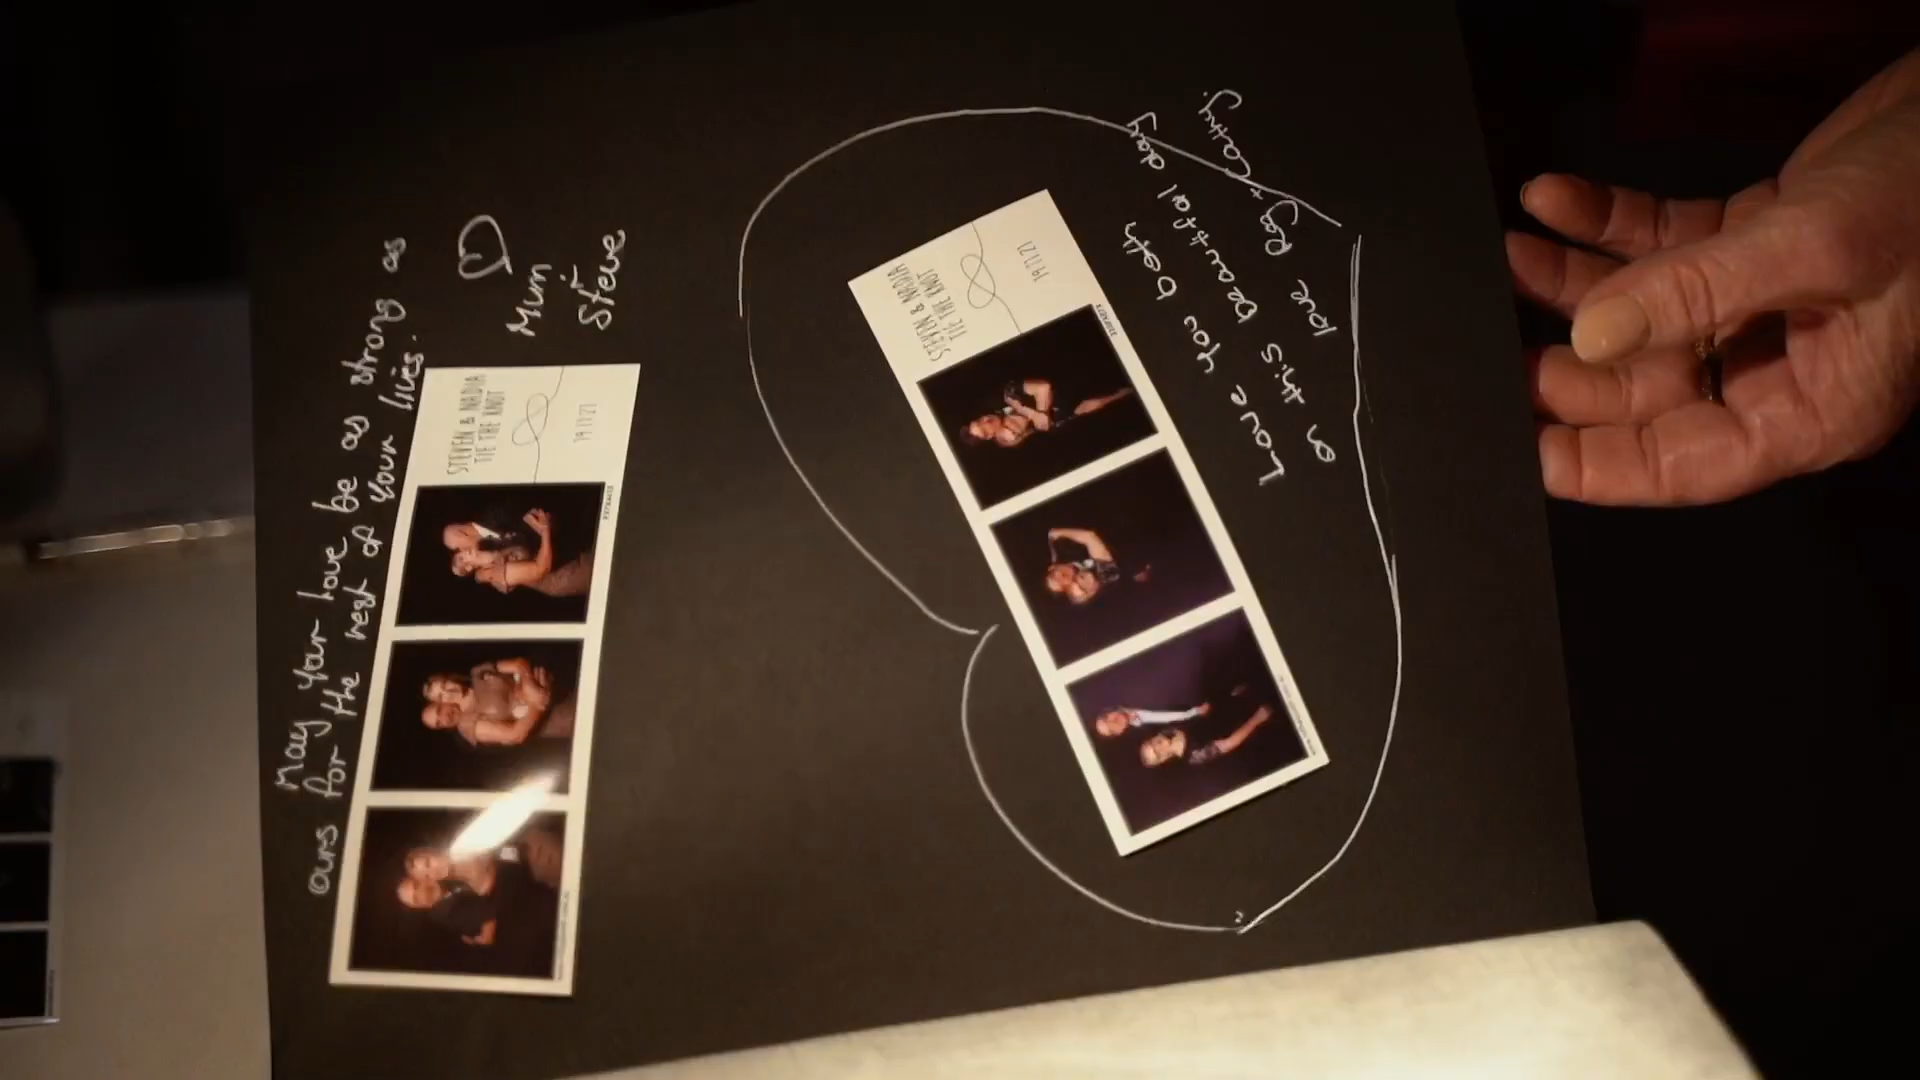 May your love be as strong as
ours for the rest of your lives.
Mum
+
Steve
STEVEN & NADIA
TIE THE KNOT
19.11.21
Love you both
on this beautiful day
love Rod + Cathy.
STEVEN & NADIA
TIE THE KNOT
19.11.21